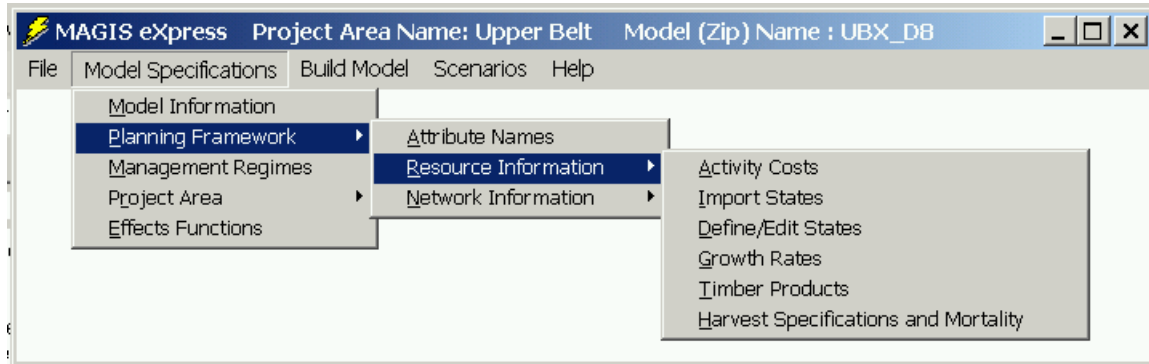 MAGIS eXpress Project Area Name: Upper Belt Model (Zip) Name : UBX_D8
File Model Specifications Build Model Scenarios Help
Model Information
Planning Framework
Management Regimes
Project Area
Effects Functions
Attribute Names
Resource Information
Network Information
Activity Costs
Import States
Define/Edit States
Growth Rates
Timber Products
Harvest Specifications and Mortality